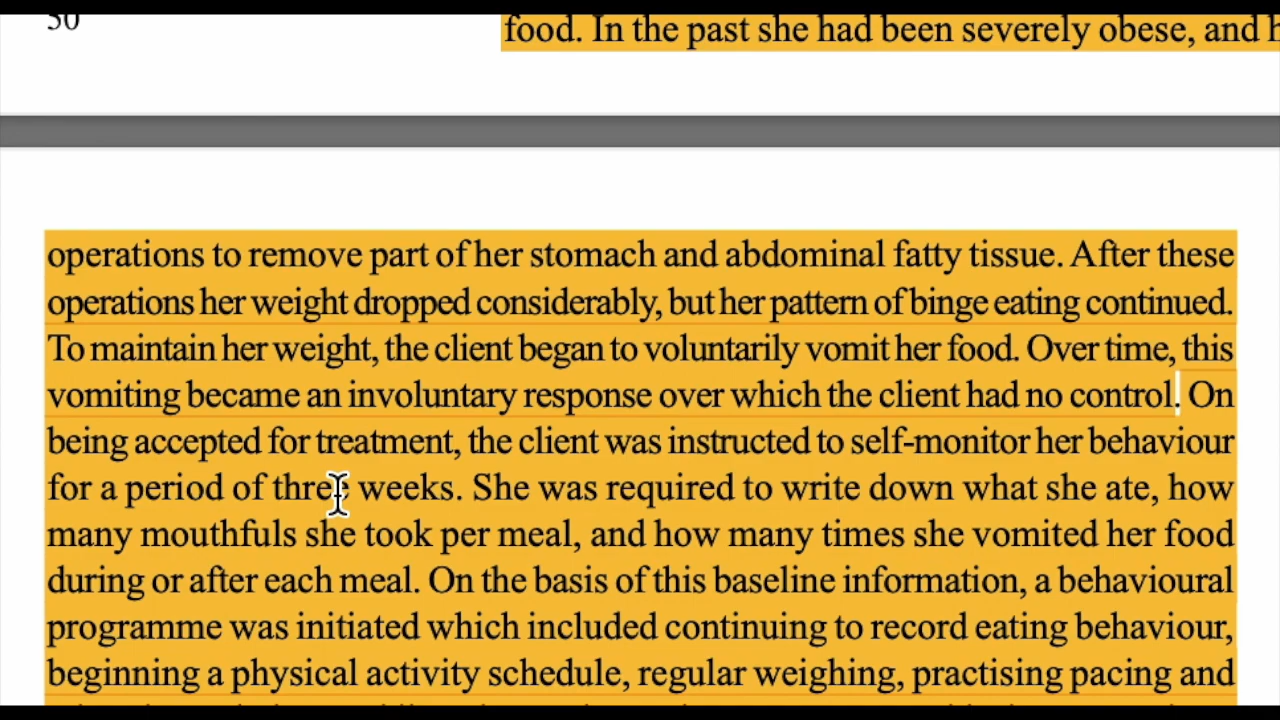 50
food. In the past she had been severely obese, and
operations to remove part of her stomach and abdominal fatty tissue. After these
operations her weight dropped considerably, but her pattern of binge eating continued.
To maintain her weight, the client began to voluntarily vomit her food. Over time, this
vomiting became an involuntary response over which the client had no control. On
being accepted for treatment, the client was instructed to self-monitor her behaviour
for a period of three weeks. She was required to write down what she ate, how
many mouthfuls she took per meal, and how many times she vomited her food
during or after each meal. On the basis of this baseline information, a behavioural
programme was initiated which included continuing to record eating behaviour,
beginning a physical activity schedule, regular weighing, practising pacing and